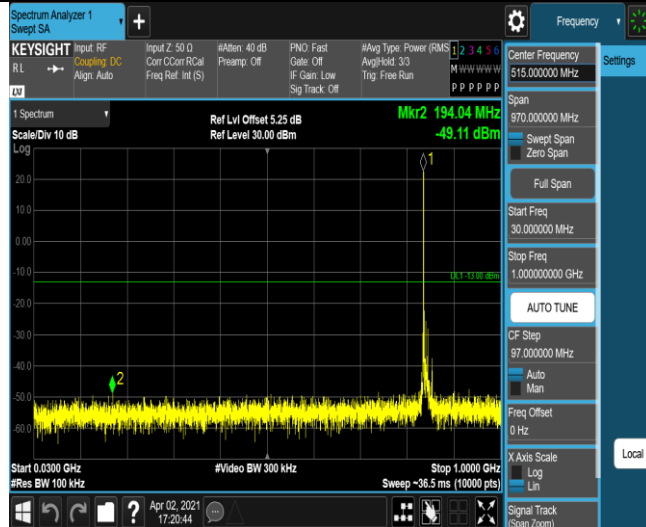 Spectrum Analyzer 1
Swept SA
+
Frequency
KEYSIGHT
RL
LXI
Input: RF
Coupling: DC
Align: Auto
Input Z: 50 Ω
Corr CCorr RCal
Freq Ref: Int (S)
#Atten: 40 dB
Preamp: Off
PNO: Fast
Gate: Off
IF Gain: Low
Sig Track: Off
#Avg Type: Power (RMS
Avg|Hold: 3/3
Trig: Free Run
1 2 3 4 5 6
M W W W W W
P P P P P P
Center Frequency
515.000000 MHz
Settings
Span
970.000000 MHz
Swept Span
Zero Span
Full Span
Start Freq
30.000000 MHz
Stop Freq
1.000000000 GHz
AUTO TUNE
CF Step
97.000000 MHz
Auto
Man
Freq Offset
0 Hz
X Axis Scale
Log
Lin
Signal Track
(Span Zoom)
Local
1 Spectrum
Scale/Div 10 dB
Ref Lvl Offset 5.25 dB
Ref Level 30.00 dBm
Mkr2 194.04 MHz
-49.11 dBm
Log
20.0
10.0
0.00
-10.0
-20.0
-30.0
-40.0
-50.0
-60.0
1
DL1 -13.00 dBm
2
Start 0.0300 GHz
#Res BW 100 kHz
#Video BW 300 kHz
Stop 1.0000 GHz
Sweep ~36.5 ms (10000 pts)
?
Apr 02, 2021
17:20:44